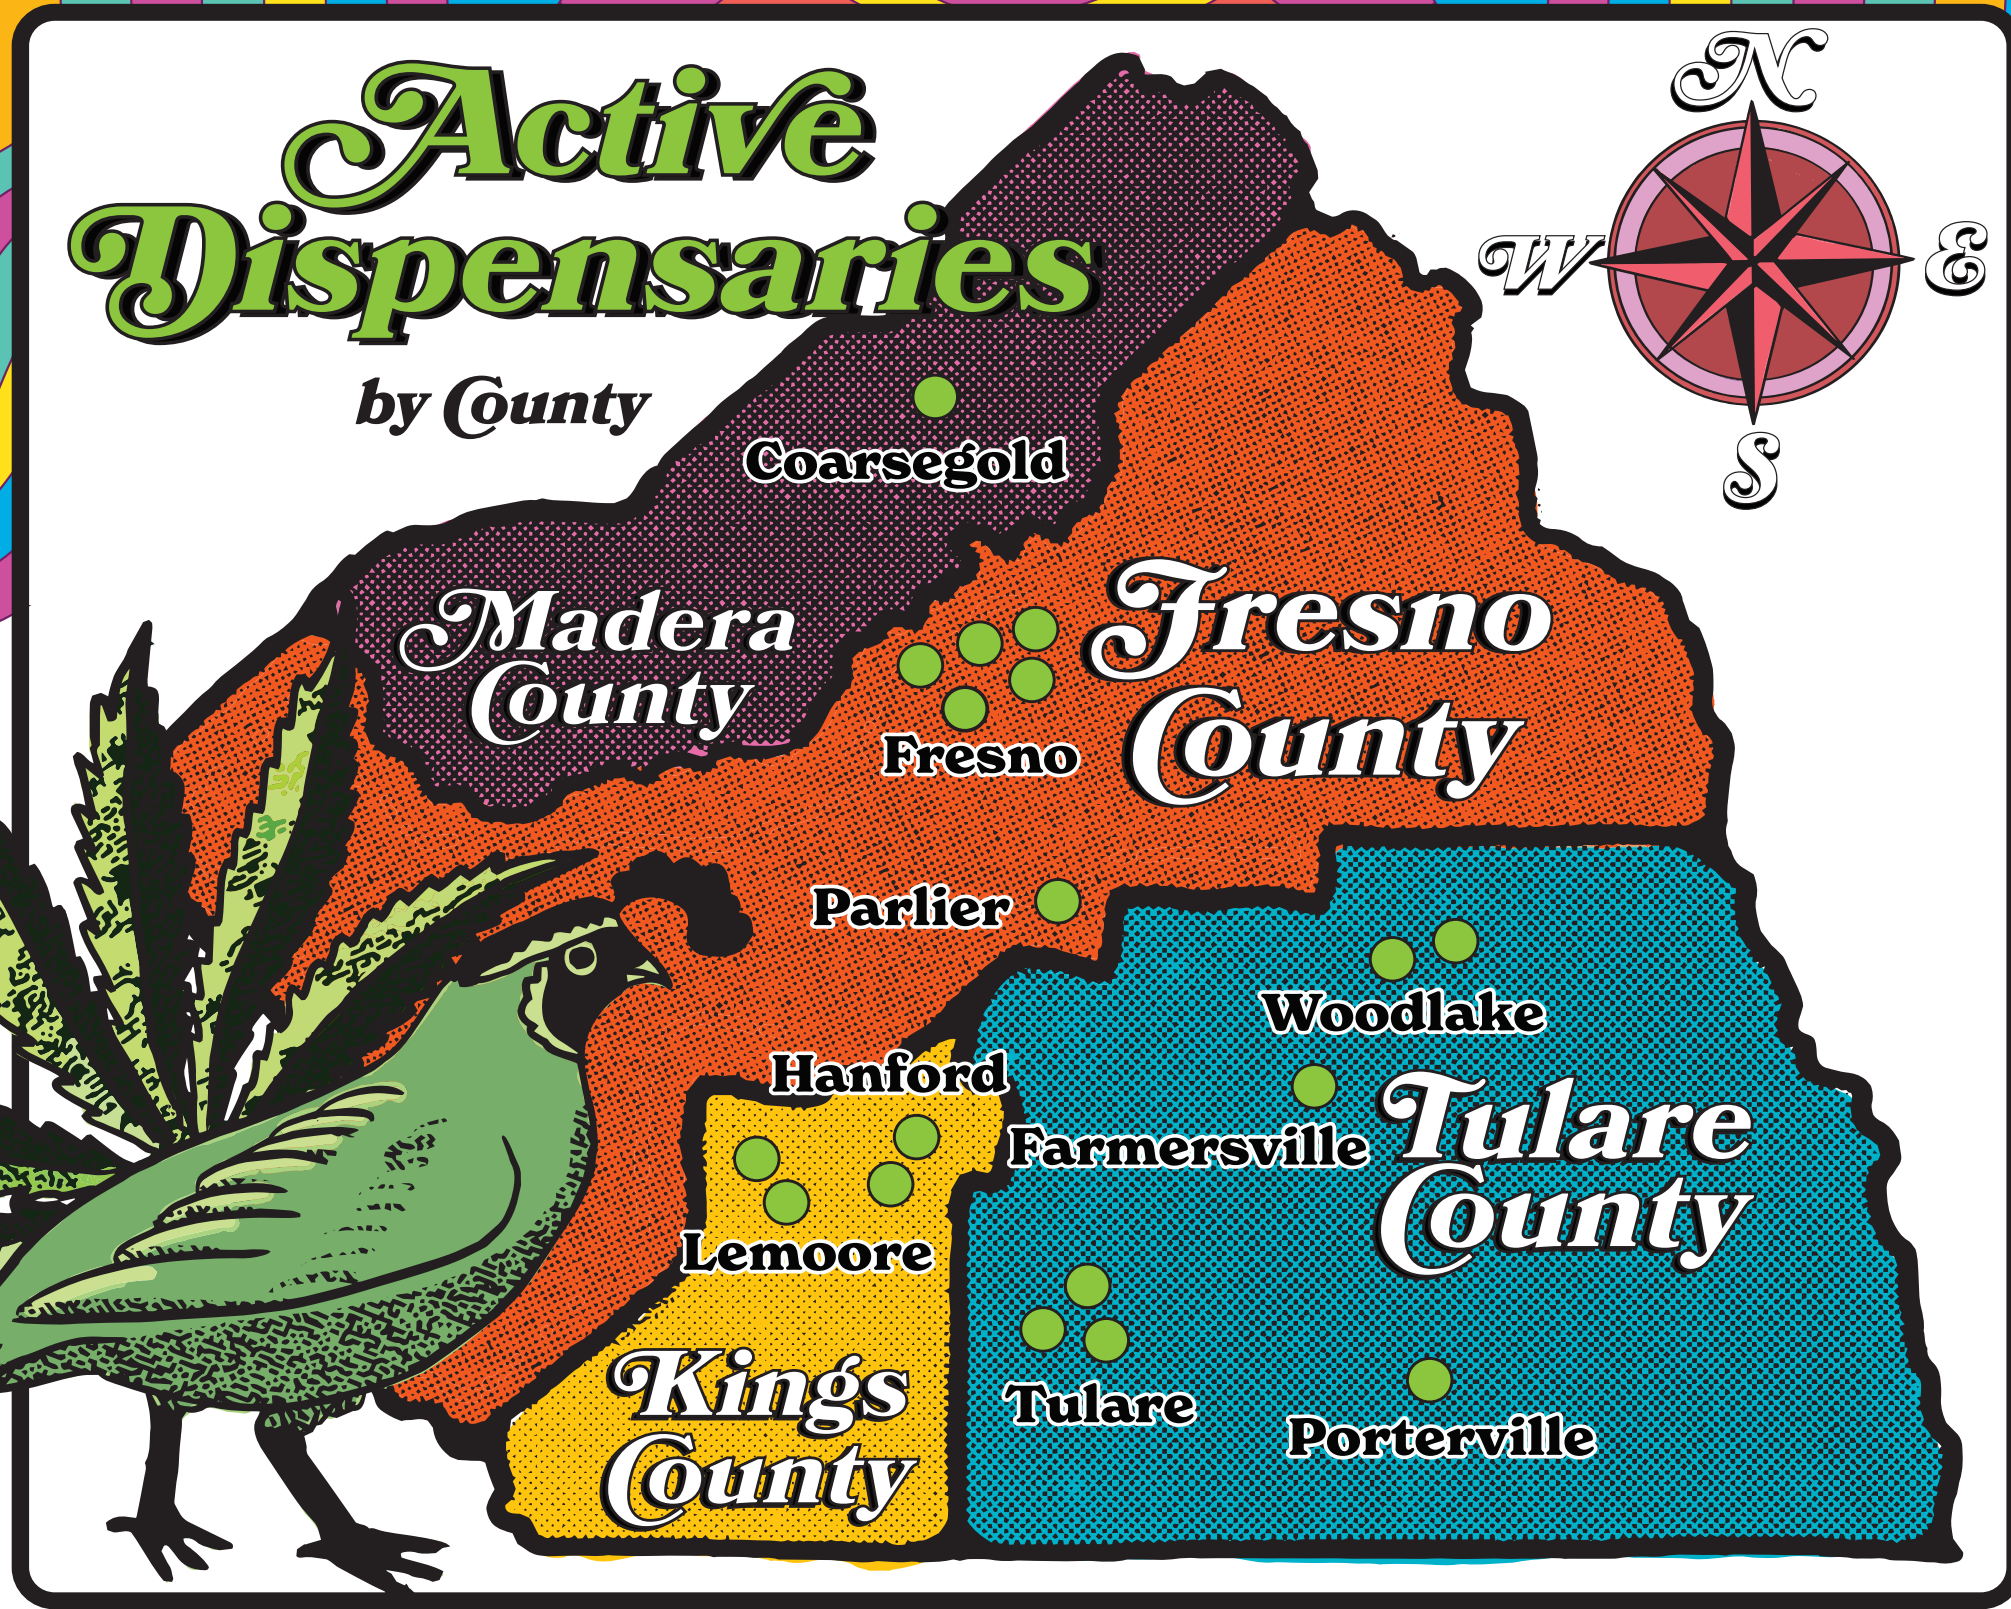 Active
Dispensaries
by County
N
W
E
S
Coarsegold
Madera
County
Fresno
County
Fresno
Parlier
Woodlake
Hanford
Farmersville
Tulare
County
Lemoore
Kings
County
Tulare
Porterville